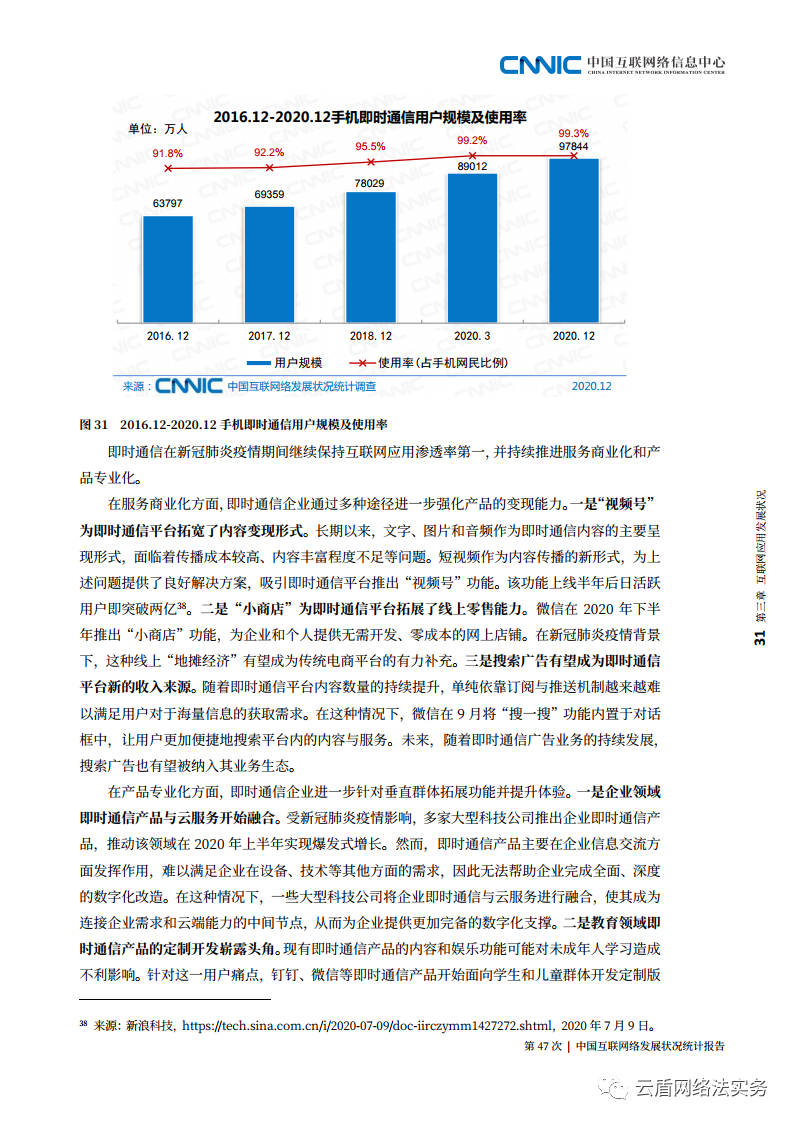 CNNIC 中国互联网络信息中心
CHINA INTERNET NETWORK INFORMATION CENTER
2016.12-2020.12手机即时通信用户规模及使用率
单位：万人
91.8% 92.2% 95.5% 99.2% 99.3%
63797 69359 78029 89012 97844
2016.12 2017.12 2018.12 2020.3 2020.12
用户规模 使用率(占手机网民比例)
来源：CNNIC 中国互联网络发展状况统计调查 2020.12
图 31 2016.12-2020.12 手机即时通信用户规模及使用率
即时通信在新冠肺炎疫情期间继续保持互联网应用渗透率第一，并持续推进服务商业化和产
品专业化。
在服务商业化方面，即时通信企业通过多种途径进一步强化产品的变现能力。一是“视频号”
为即时通信平台拓宽了内容变现形式。长期以来，文字、图片和音频作为即时通信内容的主要呈
现形式，面临着传播成本较高、内容丰富程度不足等问题。短视频作为内容传播的新形式，为上
述问题提供了良好解决方案，吸引即时通信平台推出“视频号”功能。该功能上线半年后日活跃
用户即突破两亿38。二是“小商店”为即时通信平台拓展了线上零售能力。微信在 2020 年下半
年推出“小商店”功能，为企业和个人提供无需开发、零成本的网上店铺。在新冠肺炎疫情背景
下，这种线上“地摊经济”有望成为传统电商平台的有力补充。三是搜索广告有望成为即时通信
平台新的收入来源。随着即时通信平台内容数量的持续提升，单纯依靠订阅与推送机制越来越难
以满足用户对于海量信息的获取需求。在这种情况下，微信在 9 月将“搜一搜”功能内置于对话
框中，让用户更加便捷地搜索平台内的内容与服务。未来，随着即时通信广告业务的持续发展，
搜索广告也有望被纳入其业务生态。
在产品专业化方面，即时通信企业进一步针对垂直群体拓展功能并提升体验。一是企业领域
即时通信产品与云服务开始融合。受新冠肺炎疫情影响，多家大型科技公司推出企业即时通信产
品，推动该领域在 2020 年上半年实现爆发式增长。然而，即时通信产品主要在企业信息交流方
面发挥作用，难以满足企业在设备、技术等其他方面的需求，因此无法帮助企业完成全面、深度
的数字化改造。在这种情况下，一些大型科技公司将企业即时通信与云服务进行融合，使其成为
连接企业需求和云端能力的中间节点，从而为企业提供更加完备的数字化支撑。二是教育领域即
时通信产品的定制开发崭露头角。现有即时通信产品的内容和娱乐功能可能对未成年人学习造成
不利影响。针对这一用户痛点，钉钉、微信等即时通信产品开始面向学生和儿童群体开发定制版
38 来源：新浪科技，https://tech.sina.com.cn/i/2020-07-09/doc-iirczymm1427272.shtml，2020 年 7 月 9 日。
第 47 次 | 中国互联网络发展状况统计报告
31 第三章 互联网应用发展状况
云盾网络法实务